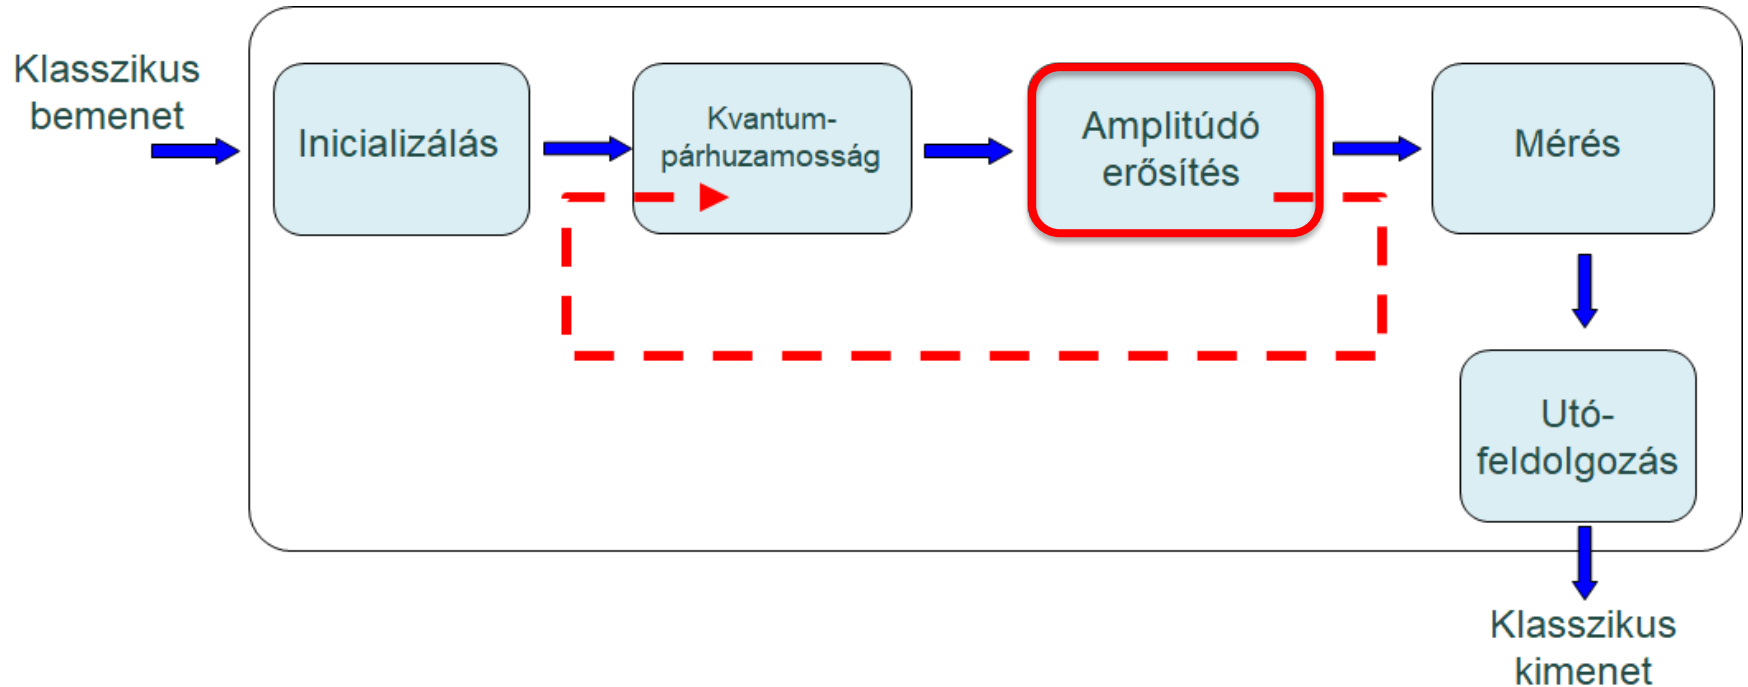 Klasszikus
bemenet
Inicializálás
Kvantum-
párhuzamosság
Amplitúdó
erősítés
Mérés
Utó-
feldolgozás
Klasszikus
kimenet